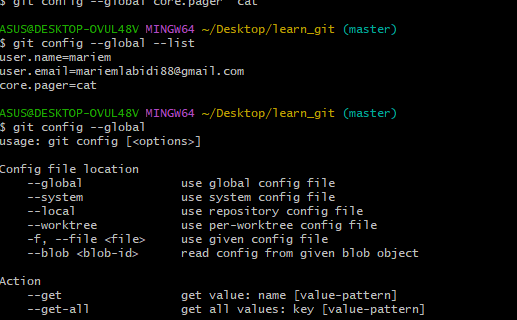 $ git config --global core.pager cat
ASUS@DESKTOP-OVUL48V MINGW64 ~/Desktop/learn_git (master)
$ git config --global --list
user.name=mariem
user.email=mariemlabidi88@gmail.com
core.pager=cat
ASUS@DESKTOP-OVUL48V MINGW64 ~/Desktop/learn_git (master)
$ git config --global
usage: git config [<options>]
Config file location
--global use global config file
--system use system config file
--local use repository config file
--worktree use per-worktree config file
-f, --file <file> use given config file
--blob <blob-id> read config from given blob object
Action
--get get value: name [value-pattern]
--get-all get all values: key [value-pattern]